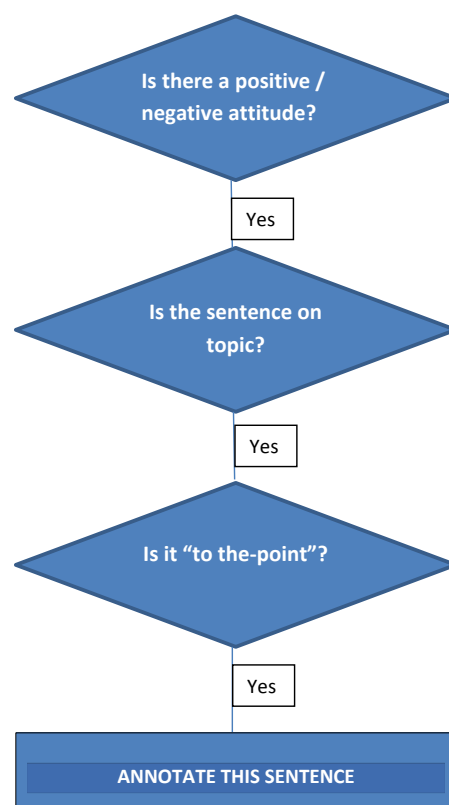 Is there a positive /
negative attitude?
Yes
Is the sentence on
topic?
Yes
Is it “to the-point”?
Yes
ANNOTATE THIS SENTENCE